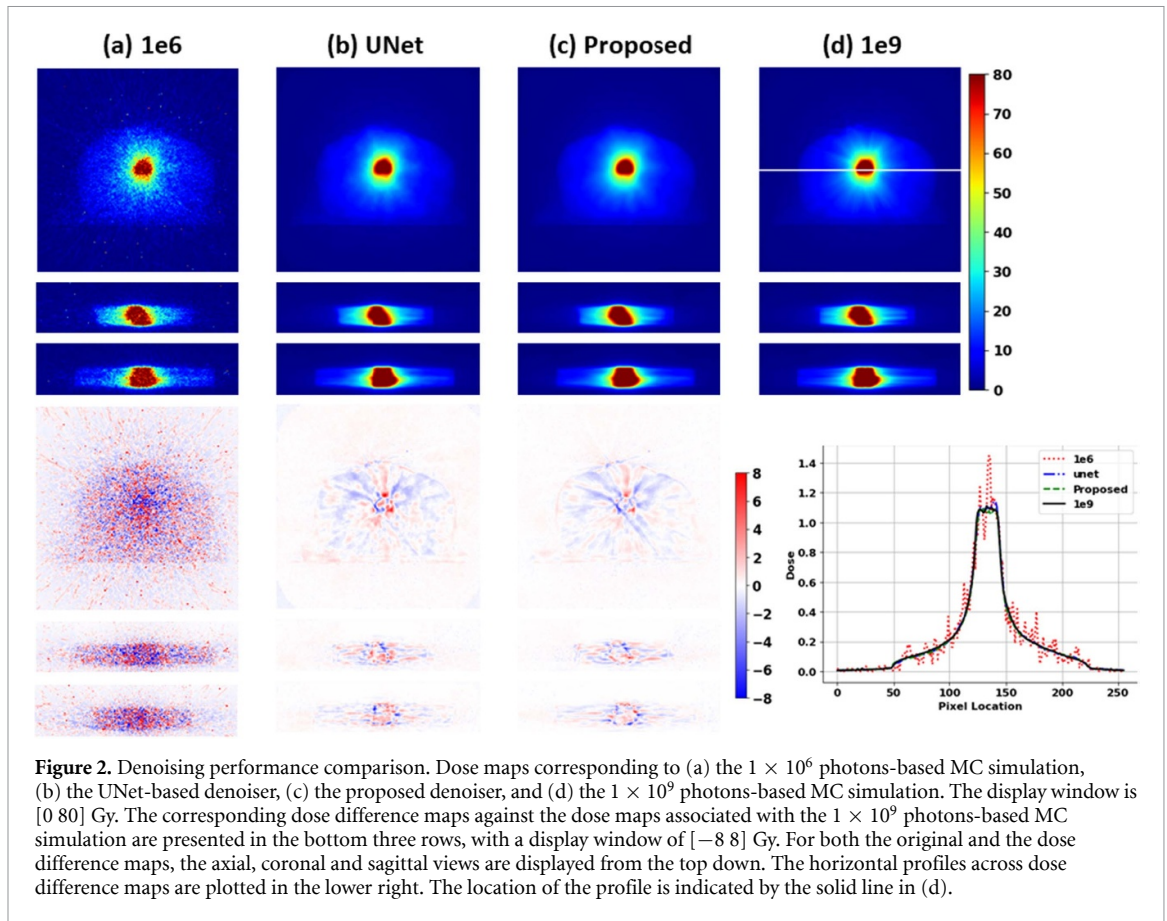 (a) 1e6
(b) UNet
(c) Proposed
(d) 1e9
80
70
60
50
40
30
20
10
0
8
6
4
2
0
−2
−4
−6
−8
1.4
1.2
1.0
0.8
0.6
0.4
0.2
0.0
Dose
1e6
unet
Proposed
1e9
0 50 100 150 200 250
Pixel Location
Figure 2. Denoising performance comparison. Dose maps corresponding to (a) the 1 × 10⁶ photons-based MC simulation,
(b) the UNet-based denoiser, (c) the proposed denoiser, and (d) the 1 × 10⁹ photons-based MC simulation. The display window is
[0 80] Gy. The corresponding dose difference maps against the dose maps associated with the 1 × 10⁹ photons-based MC
simulation are presented in the bottom three rows, with a display window of [−8 8] Gy. For both the original and the dose
difference maps, the axial, coronal and sagittal views are displayed from the top down. The horizontal profiles across dose
difference maps are plotted in the lower right. The location of the profile is indicated by the solid line in (d).